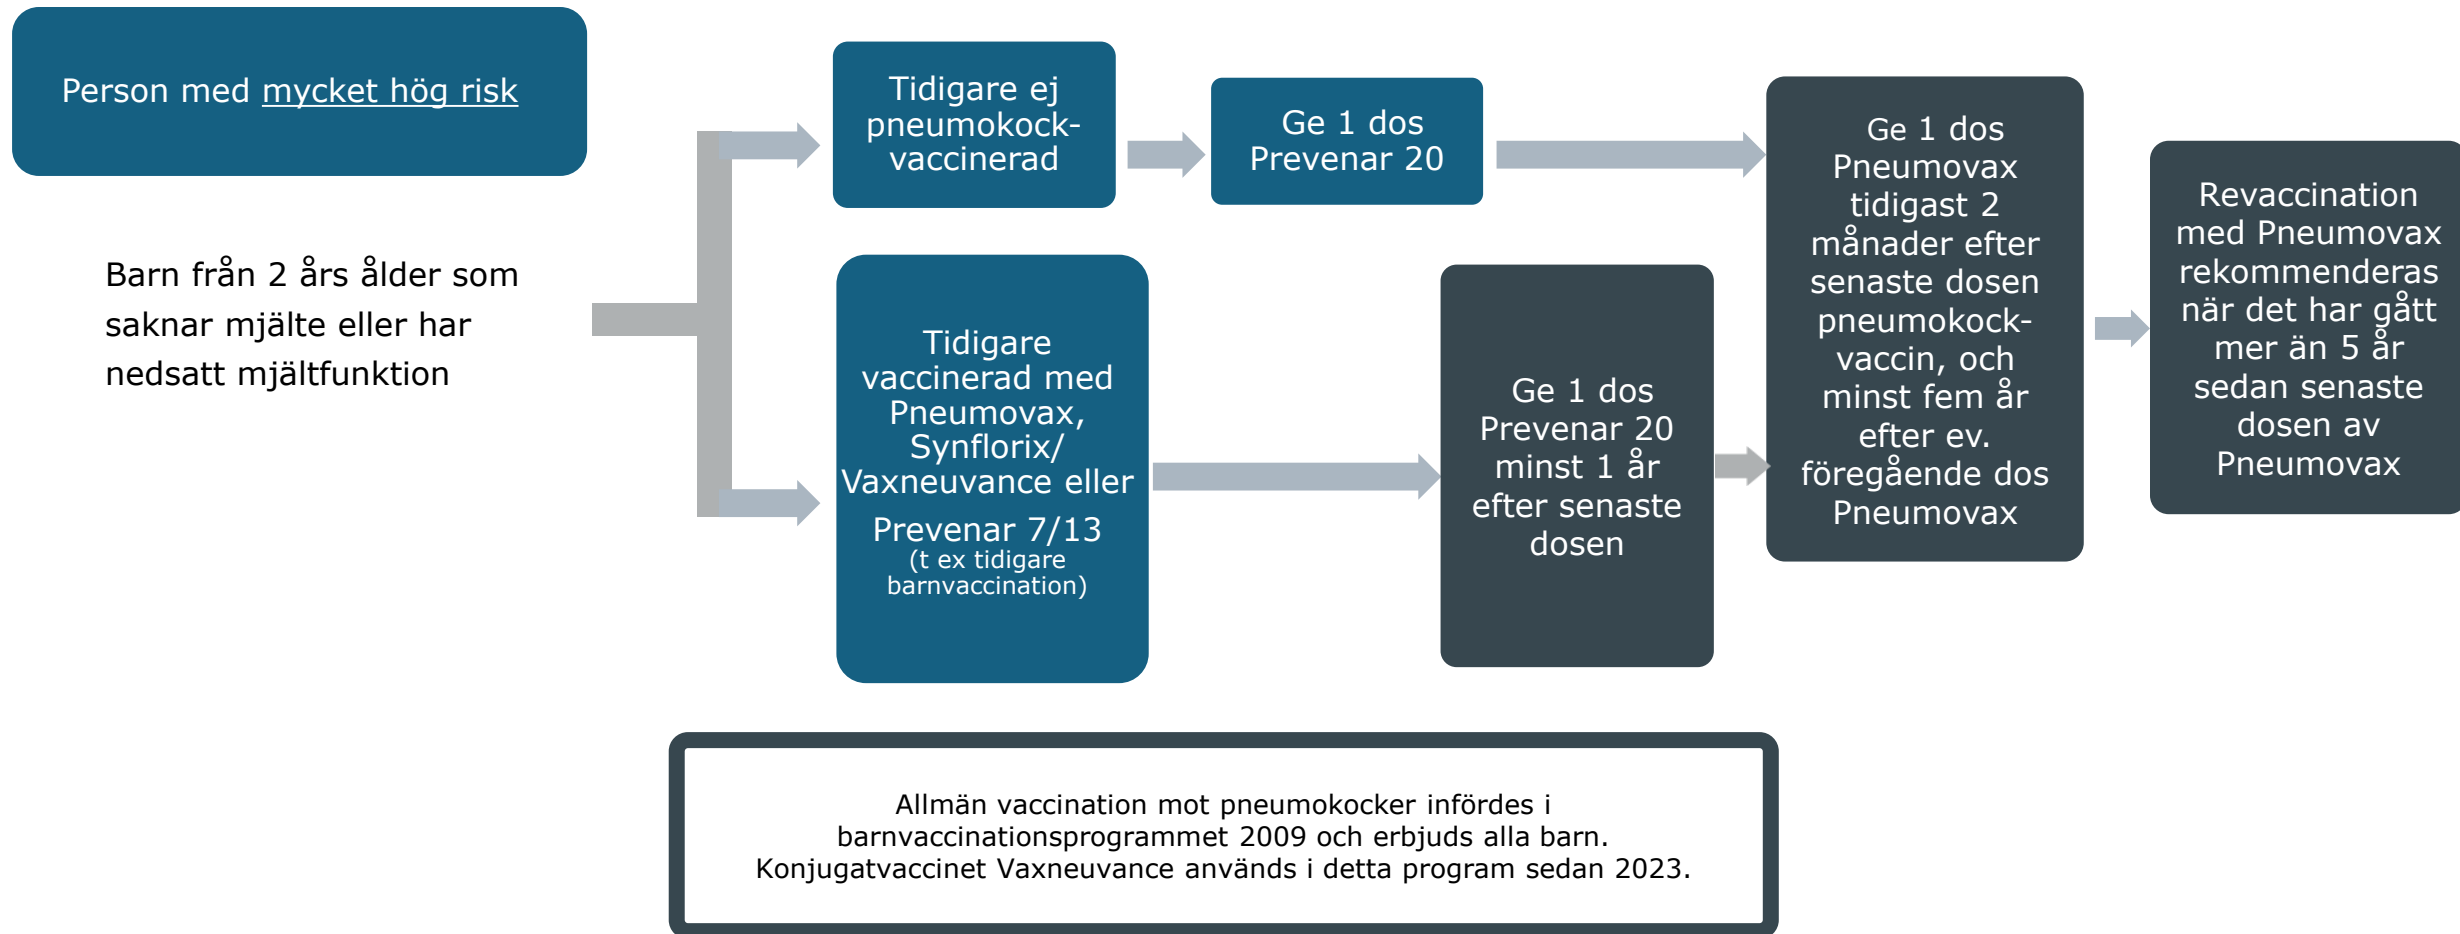 Person med mycket hög risk
Barn från 2 års ålder som
saknar mjälte eller har
nedsatt mjältfunktion
Tidigare ej
pneumokock-
vaccinerad
Ge 1 dos
Prevenar 20
Tidigare
vaccinerad med
Pneumovax,
Synflorix/
Vaxneuvance eller
Prevenar 7/13
(t ex tidigare
barnvaccination)
Ge 1 dos
Prevenar 20
minst 1 år
efter senaste
dosen
Ge 1 dos
Pneumovax
tidigast 2
månader efter
senaste dosen
pneumokock-
vaccin, och
minst fem år
efter ev.
föregående dos
Pneumovax
Revaccination
med Pneumovax
rekommenderas
när det har gått
mer än 5 år
sedan senaste
dosen av
Pneumovax
Allmän vaccination mot pneumokocker infördes i
barnvaccinationsprogrammet 2009 och erbjuds alla barn.
Konjugatvaccinet Vaxneuvance används i detta program sedan 2023.